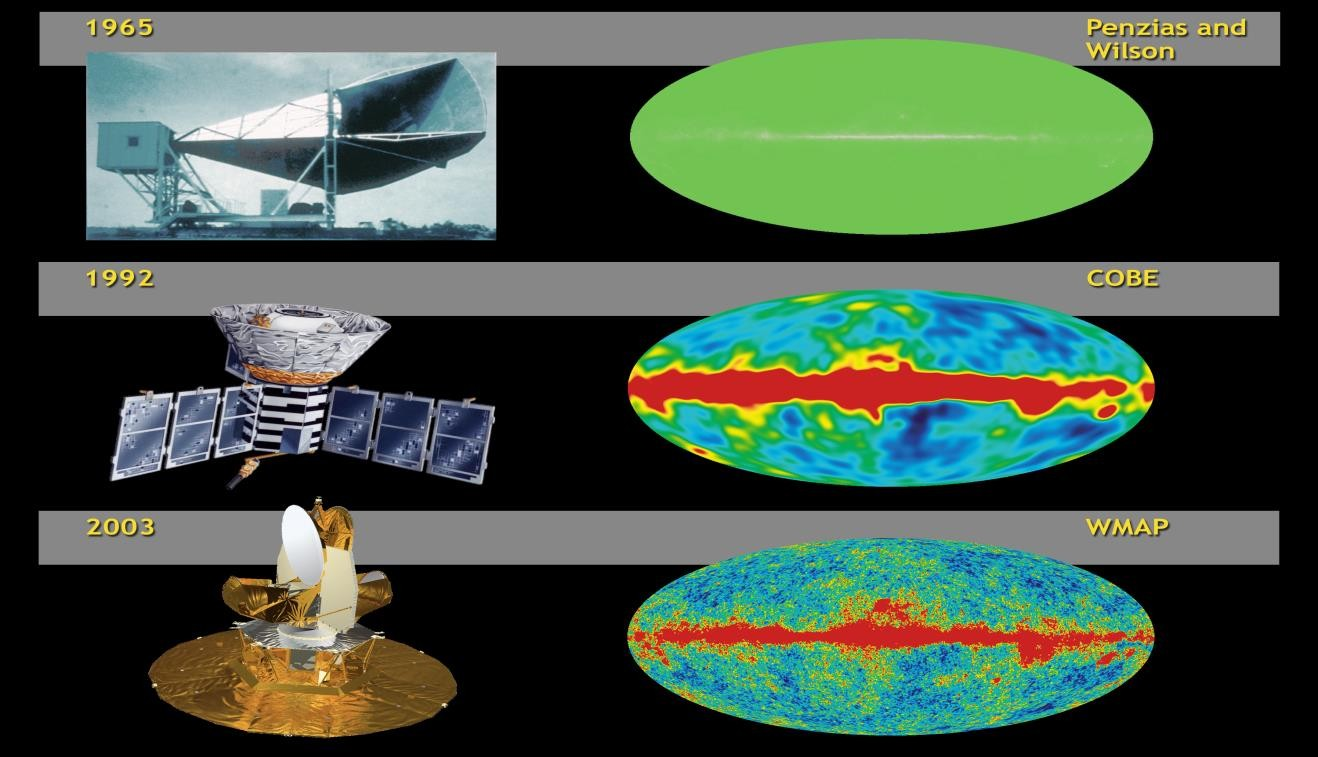 1965
Penzias and
Wilson
1992
COBE
2003
WMAP